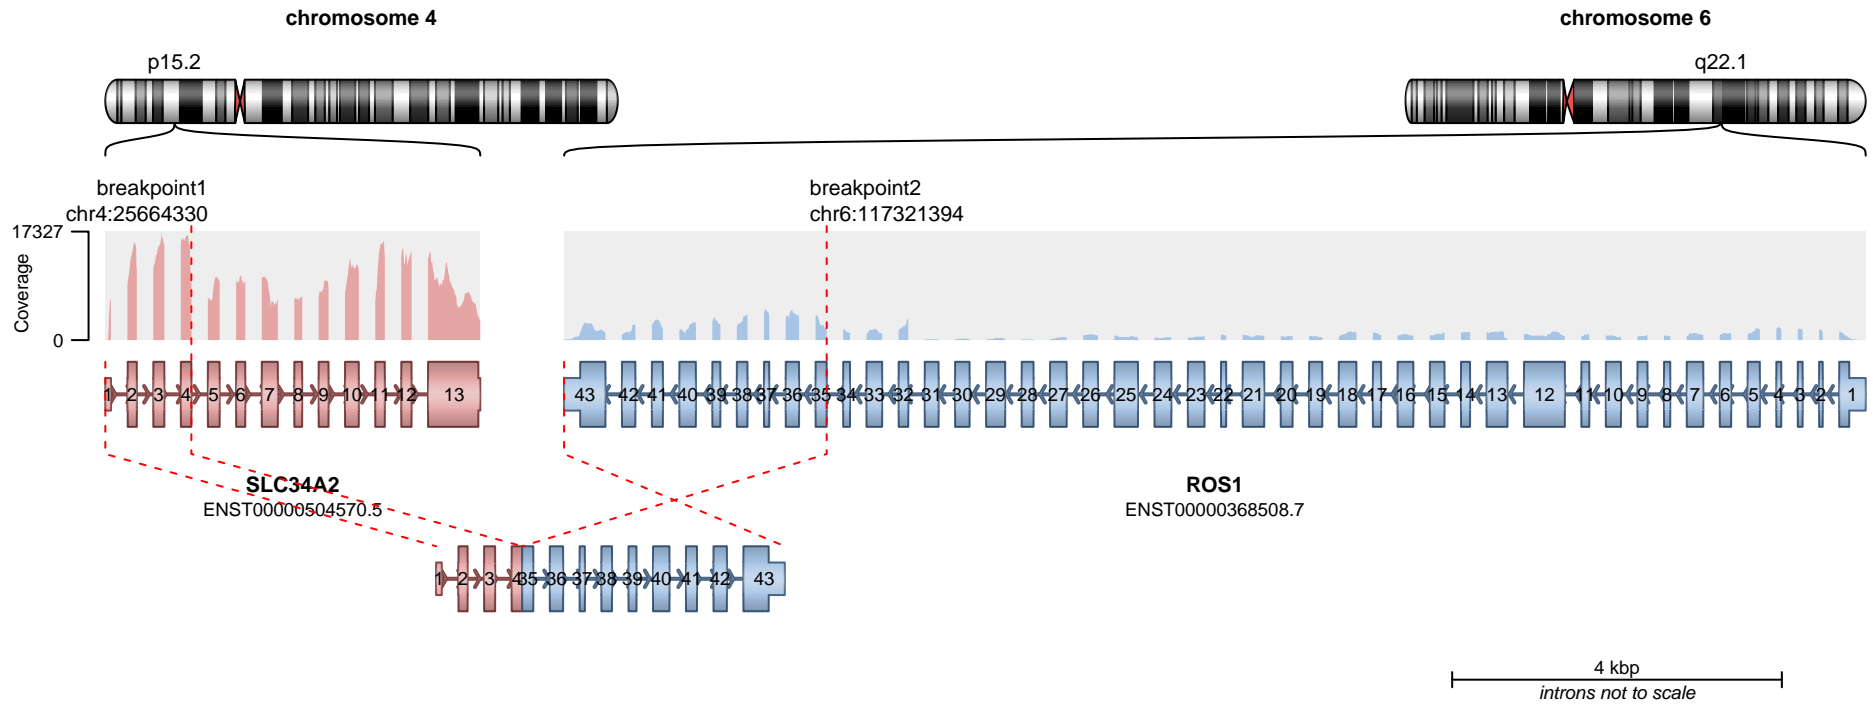 chromosome 4
chromosome 6
p15.2
q22.1
breakpoint1
chr4:25664330
breakpoint2
chr6:117321394
17327
Coverage
0
1 2 3 4 5 6 7 8 9 10 11 12 13
43 42 41 40 39 38 37 36 35 34 33 32 31 30 29 28 27 26 25 24 23 22 21 20 19 18 17 16 15 14 13 12 11 10 9 8 7 6 5 4 3 2 1
SLC34A2
ENST00000504570.5
ROS1
ENST00000368508.7
1 2 3 4 35 36 37 38 39 40 41 42 43
4 kbp
introns not to scale